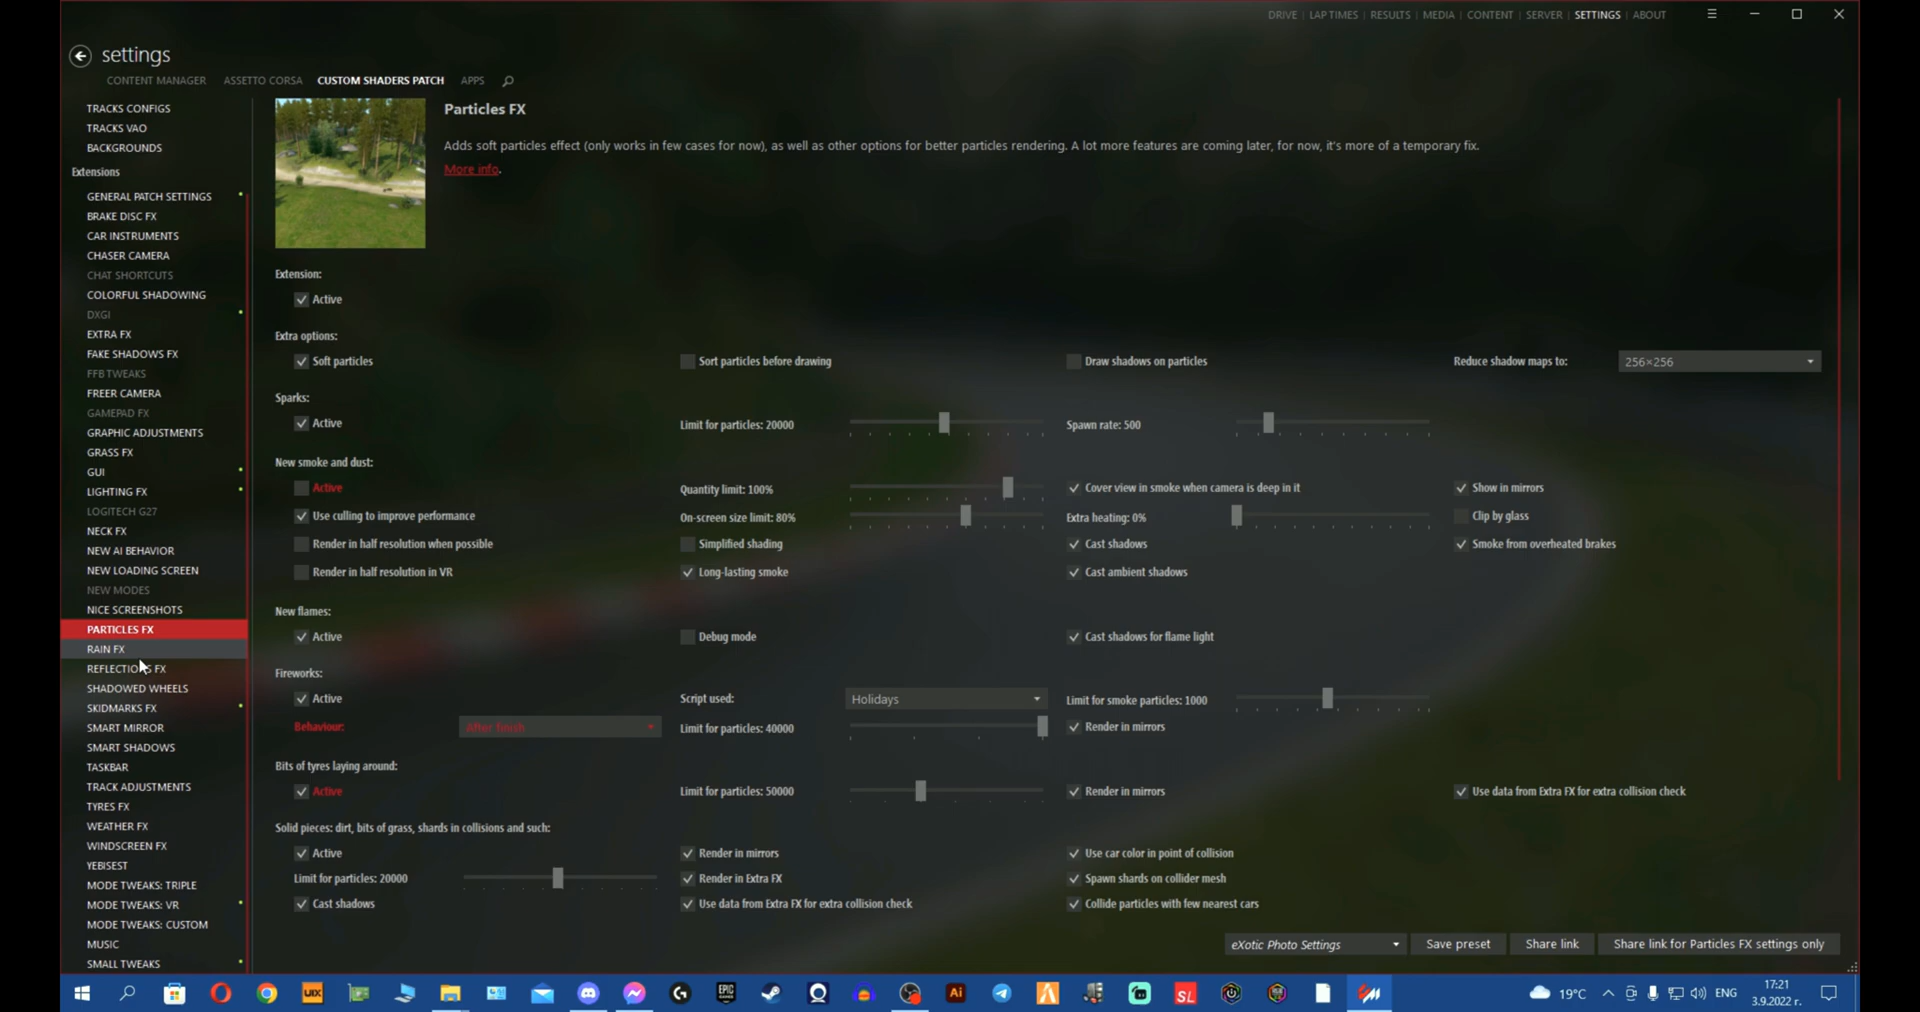 DRIVE | LAP TIMES | RESULTS | MEDIA | CONTENT | SERVER | SETTINGS | ABOUT
settings
CONTENT MANAGER ASSETTO CORSA CUSTOM SHADERS PATCH APPS
TRACKS CONFIGS
TRACKS VAO
BACKGROUNDS
Extensions
GENERAL PATCH SETTINGS
BRAKE DISC FX
CAR INSTRUMENTS
CHASER CAMERA
CHAT SHORTCUTS
COLORFUL SHADOWING
DXGI
EXTRA FX
FAKE SHADOWS FX
FFB TWEAKS
FREER CAMERA
GAMEPAD FX
GRAPHIC ADJUSTMENTS
GRASS FX
GUI
LIGHTING FX
LOGITECH G27
NECK FX
NEW AI BEHAVIOR
NEW LOADING SCREEN
NEW MODES
NICE SCREENSHOTS
PARTICLES FX
RAIN FX
REFLECTIONS FX
SHADOWED WHEELS
SKIDMARKS FX
SMART MIRROR
SMART SHADOWS
TASKBAR
TRACK ADJUSTMENTS
TYRES FX
WEATHER FX
WINDSCREEN FX
YEBISEST
MODE TWEAKS: TRIPLE
MODE TWEAKS: VR
MODE TWEAKS: CUSTOM
MUSIC
SMALL TWEAKS
Particles FX
Adds soft particles effect (only works in few cases for now), as well as other options for better particles rendering. A lot more features are coming later, for now, it's more of a temporary fix.
More info.
Extension:
Active
Extra options:
Soft particles Sort particles before drawing Draw shadows on particles Reduce shadow maps to: 256×256
Sparks:
Active Limit for particles: 20000 Spawn rate: 500
New smoke and dust:
Active Quantity limit: 100% Cover view in smoke when camera is deep in it Show in mirrors
Use culling to improve performance On-screen size limit: 80% Extra heating: 0% Clip by glass
Render in half resolution when possible Simplified shading Cast shadows Smoke from overheated brakes
Render in half resolution in VR Long-lasting smoke Cast ambient shadows
New flames:
Active Debug mode Cast shadows for flame light
Fireworks:
Active Script used: Holidays Limit for smoke particles: 1000
Behaviour: After finish Limit for particles: 40000 Render in mirrors
Bits of tyres laying around:
Active Limit for particles: 50000 Render in mirrors Use data from Extra FX for extra collision check
Solid pieces: dirt, bits of grass, shards in collisions and such:
Active Render in mirrors Use car color in point of collision
Limit for particles: 20000 Render in Extra FX Spawn shards on collider mesh
Cast shadows Use data from Extra FX for extra collision check Collide particles with few nearest cars
eXotic Photo Settings Save preset Share link Share link for Particles FX settings only
UIX EPIC GAMES Ai SL 19°C ENG 17:21
3.9.2022 г.